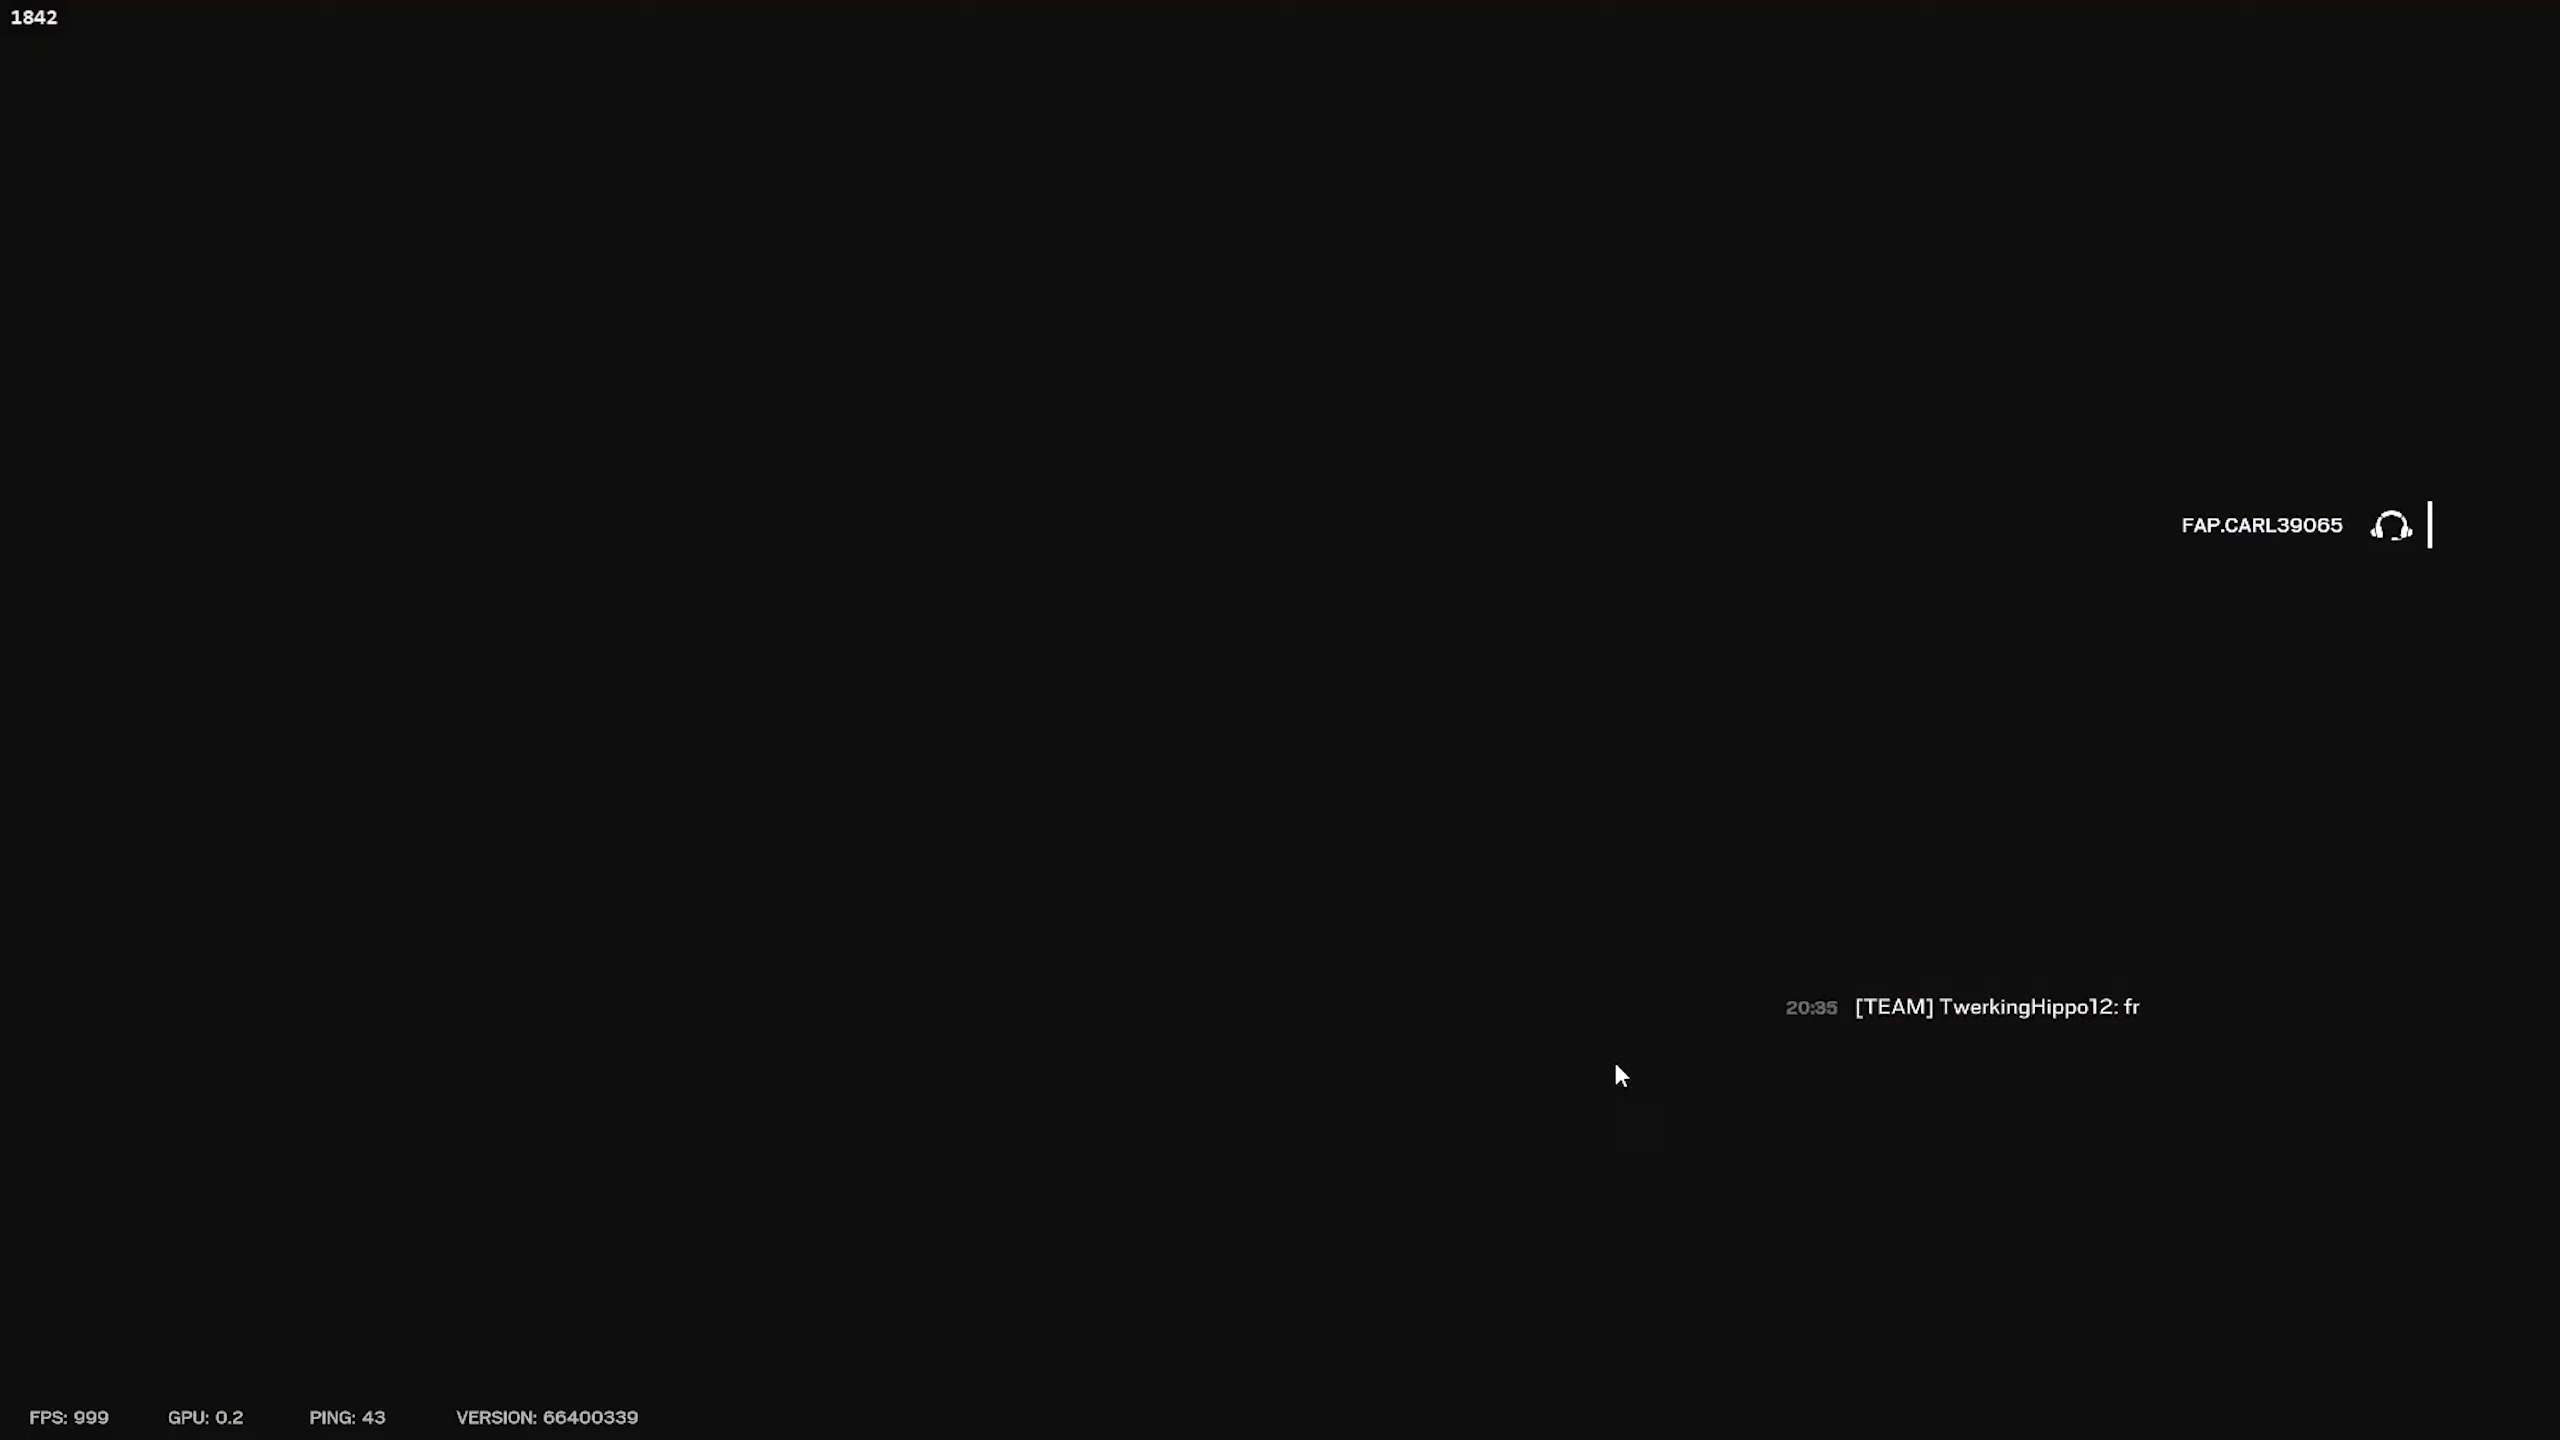 1842
FAP.CARL39065
20:35 [TEAM] TwerkingHippo12: fr
FPS: 999 GPU: 0.2 PING: 43 VERSION: 66400339